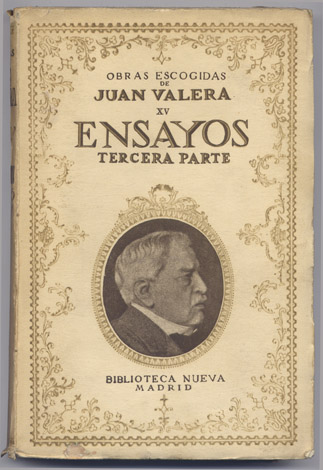 OBRAS ESCOGIDAS
DE
JUAN VALERA
XV
ENSAYOS
TERCERA PARTE
BIBLIOTECA NUEVA
MADRID